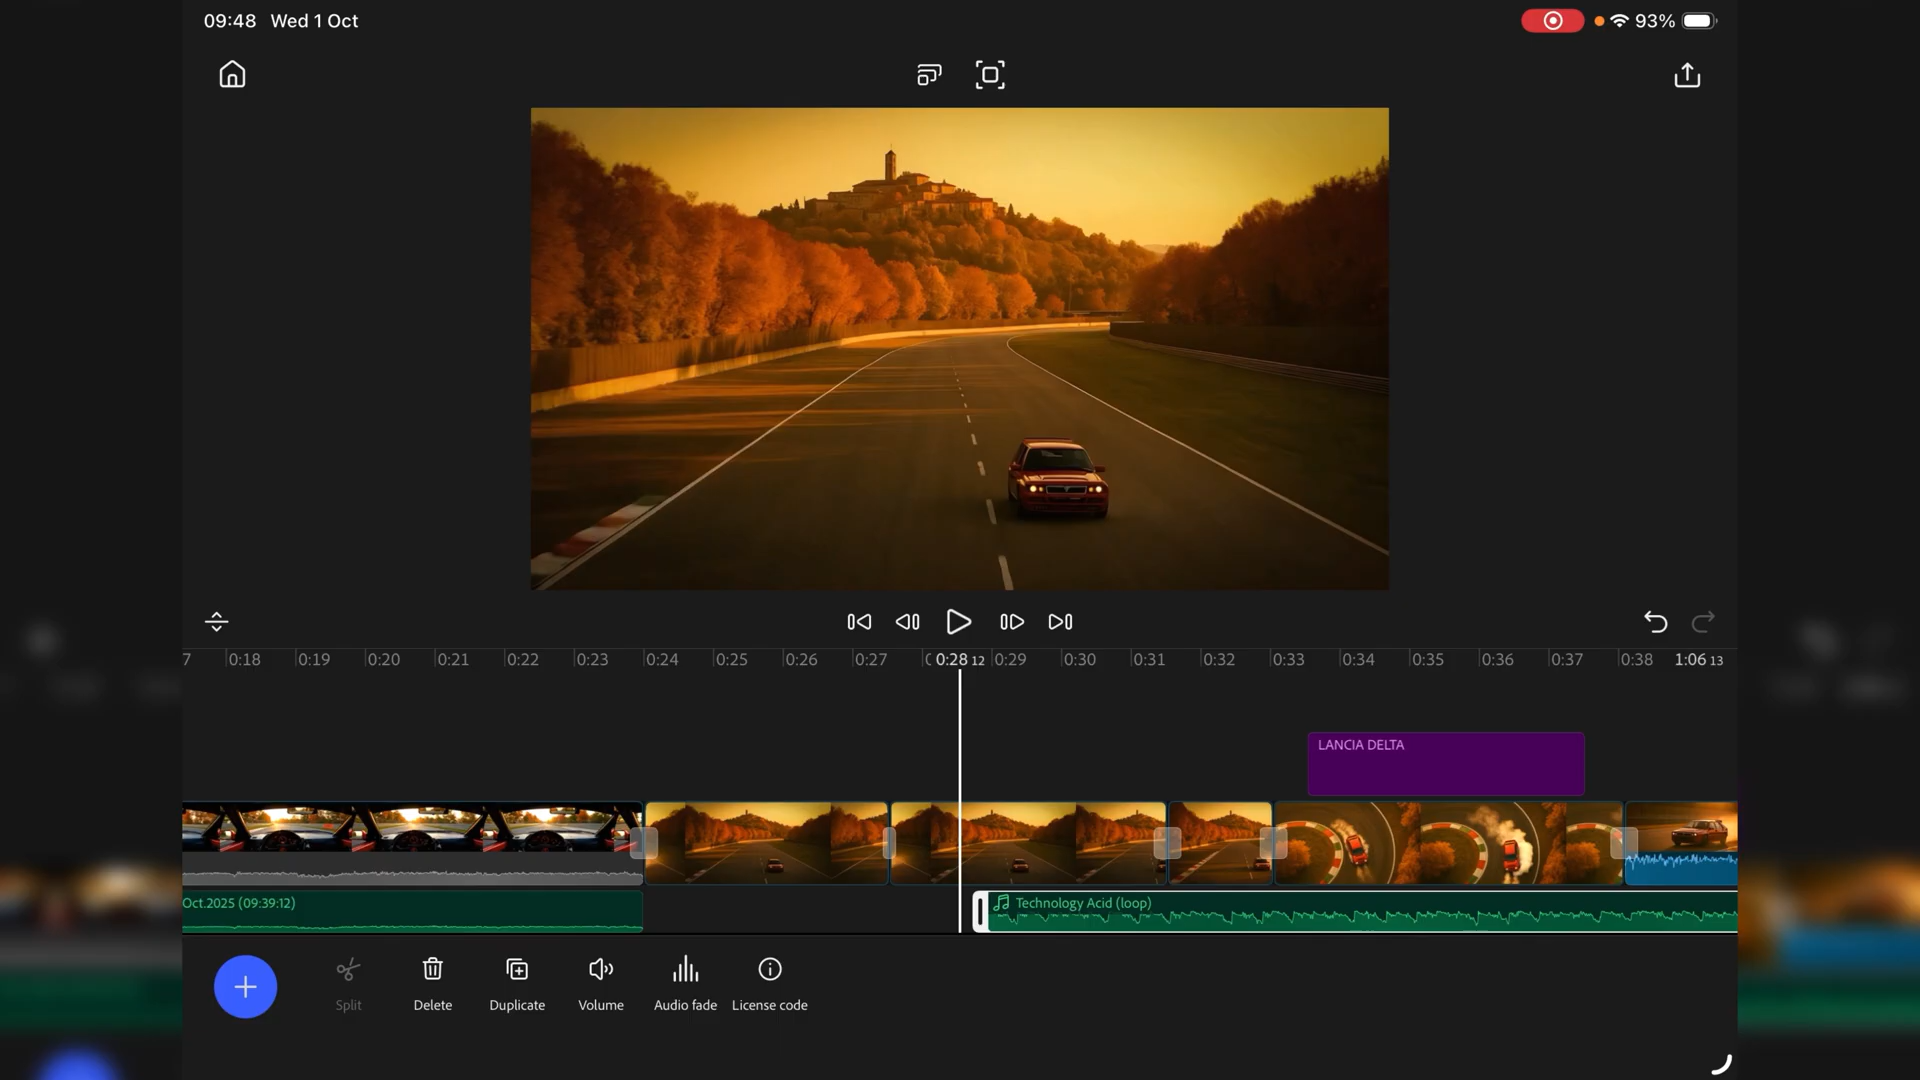 09:48 Wed 1 Oct
93%
7 0:18 0:19 0:20 0:21 0:22 0:23 0:24 0:25 0:26 0:27 0:28 12 0:29 0:30 0:31 0:32 0:33 0:34 0:35 0:36 0:37 0:38 1:06 13
LANCIA DELTA
Oct.2025 (09:39:12)
Technology Acid (loop)
Split
Delete
Duplicate
Volume
Audio fade
License code